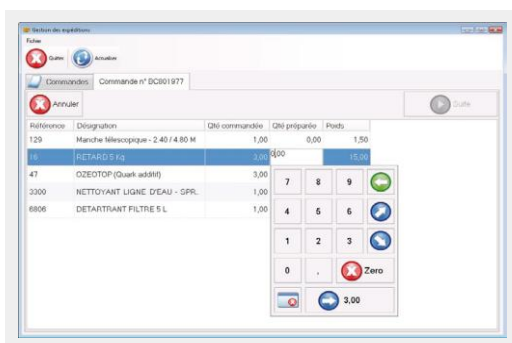 Gestion des expéditions
Fichier
Quitter Actualiser
Commandes Commande n° BC001977
Annuler Suite
Référence Désignation Qté commandée Qté préparée Poids
129 Manche télescopique - 2.40 / 4.80 M 1,00 0,00 1,50
16 RETARD 5 Kg 3,00 0,00 15,00
47 OZEOTOP (Quark additif) 3,00
3300 NETTOYANT LIGNE D'EAU - SPR.. 1,00
6806 DETARTRANT FILTRE 5 L 1,00
7 8 9
4 5 6
1 2 3
0 . Zero
3,00